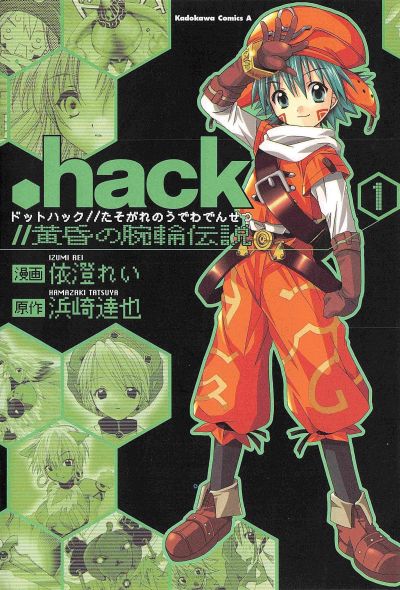 Kadokawa Comics A
.hack
ドットハック//たそがれのうでわでんせつ
//黄昏の腕輪伝説
1
IZUMI REI
漫画 依澄れい
HAMAZAKI TATSUYA
原作 浜崎達也